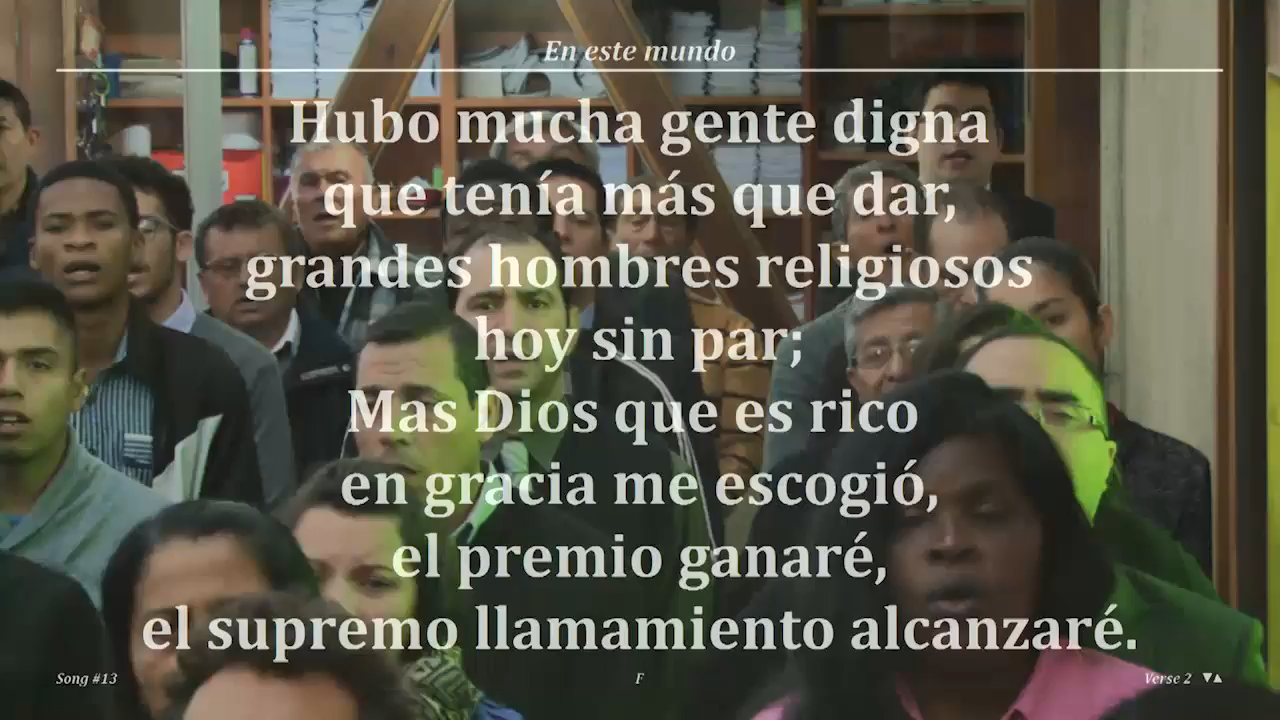 En este mundo
Hubo mucha gente digna
que tenía más que dar,
grandes hombres religiosos
hoy sin par;
Mas Dios que es rico
en gracia me escogió,
el premio ganaré,
el supremo llamamiento alcanzaré.
Song #13 F Verse 2 ▼▲